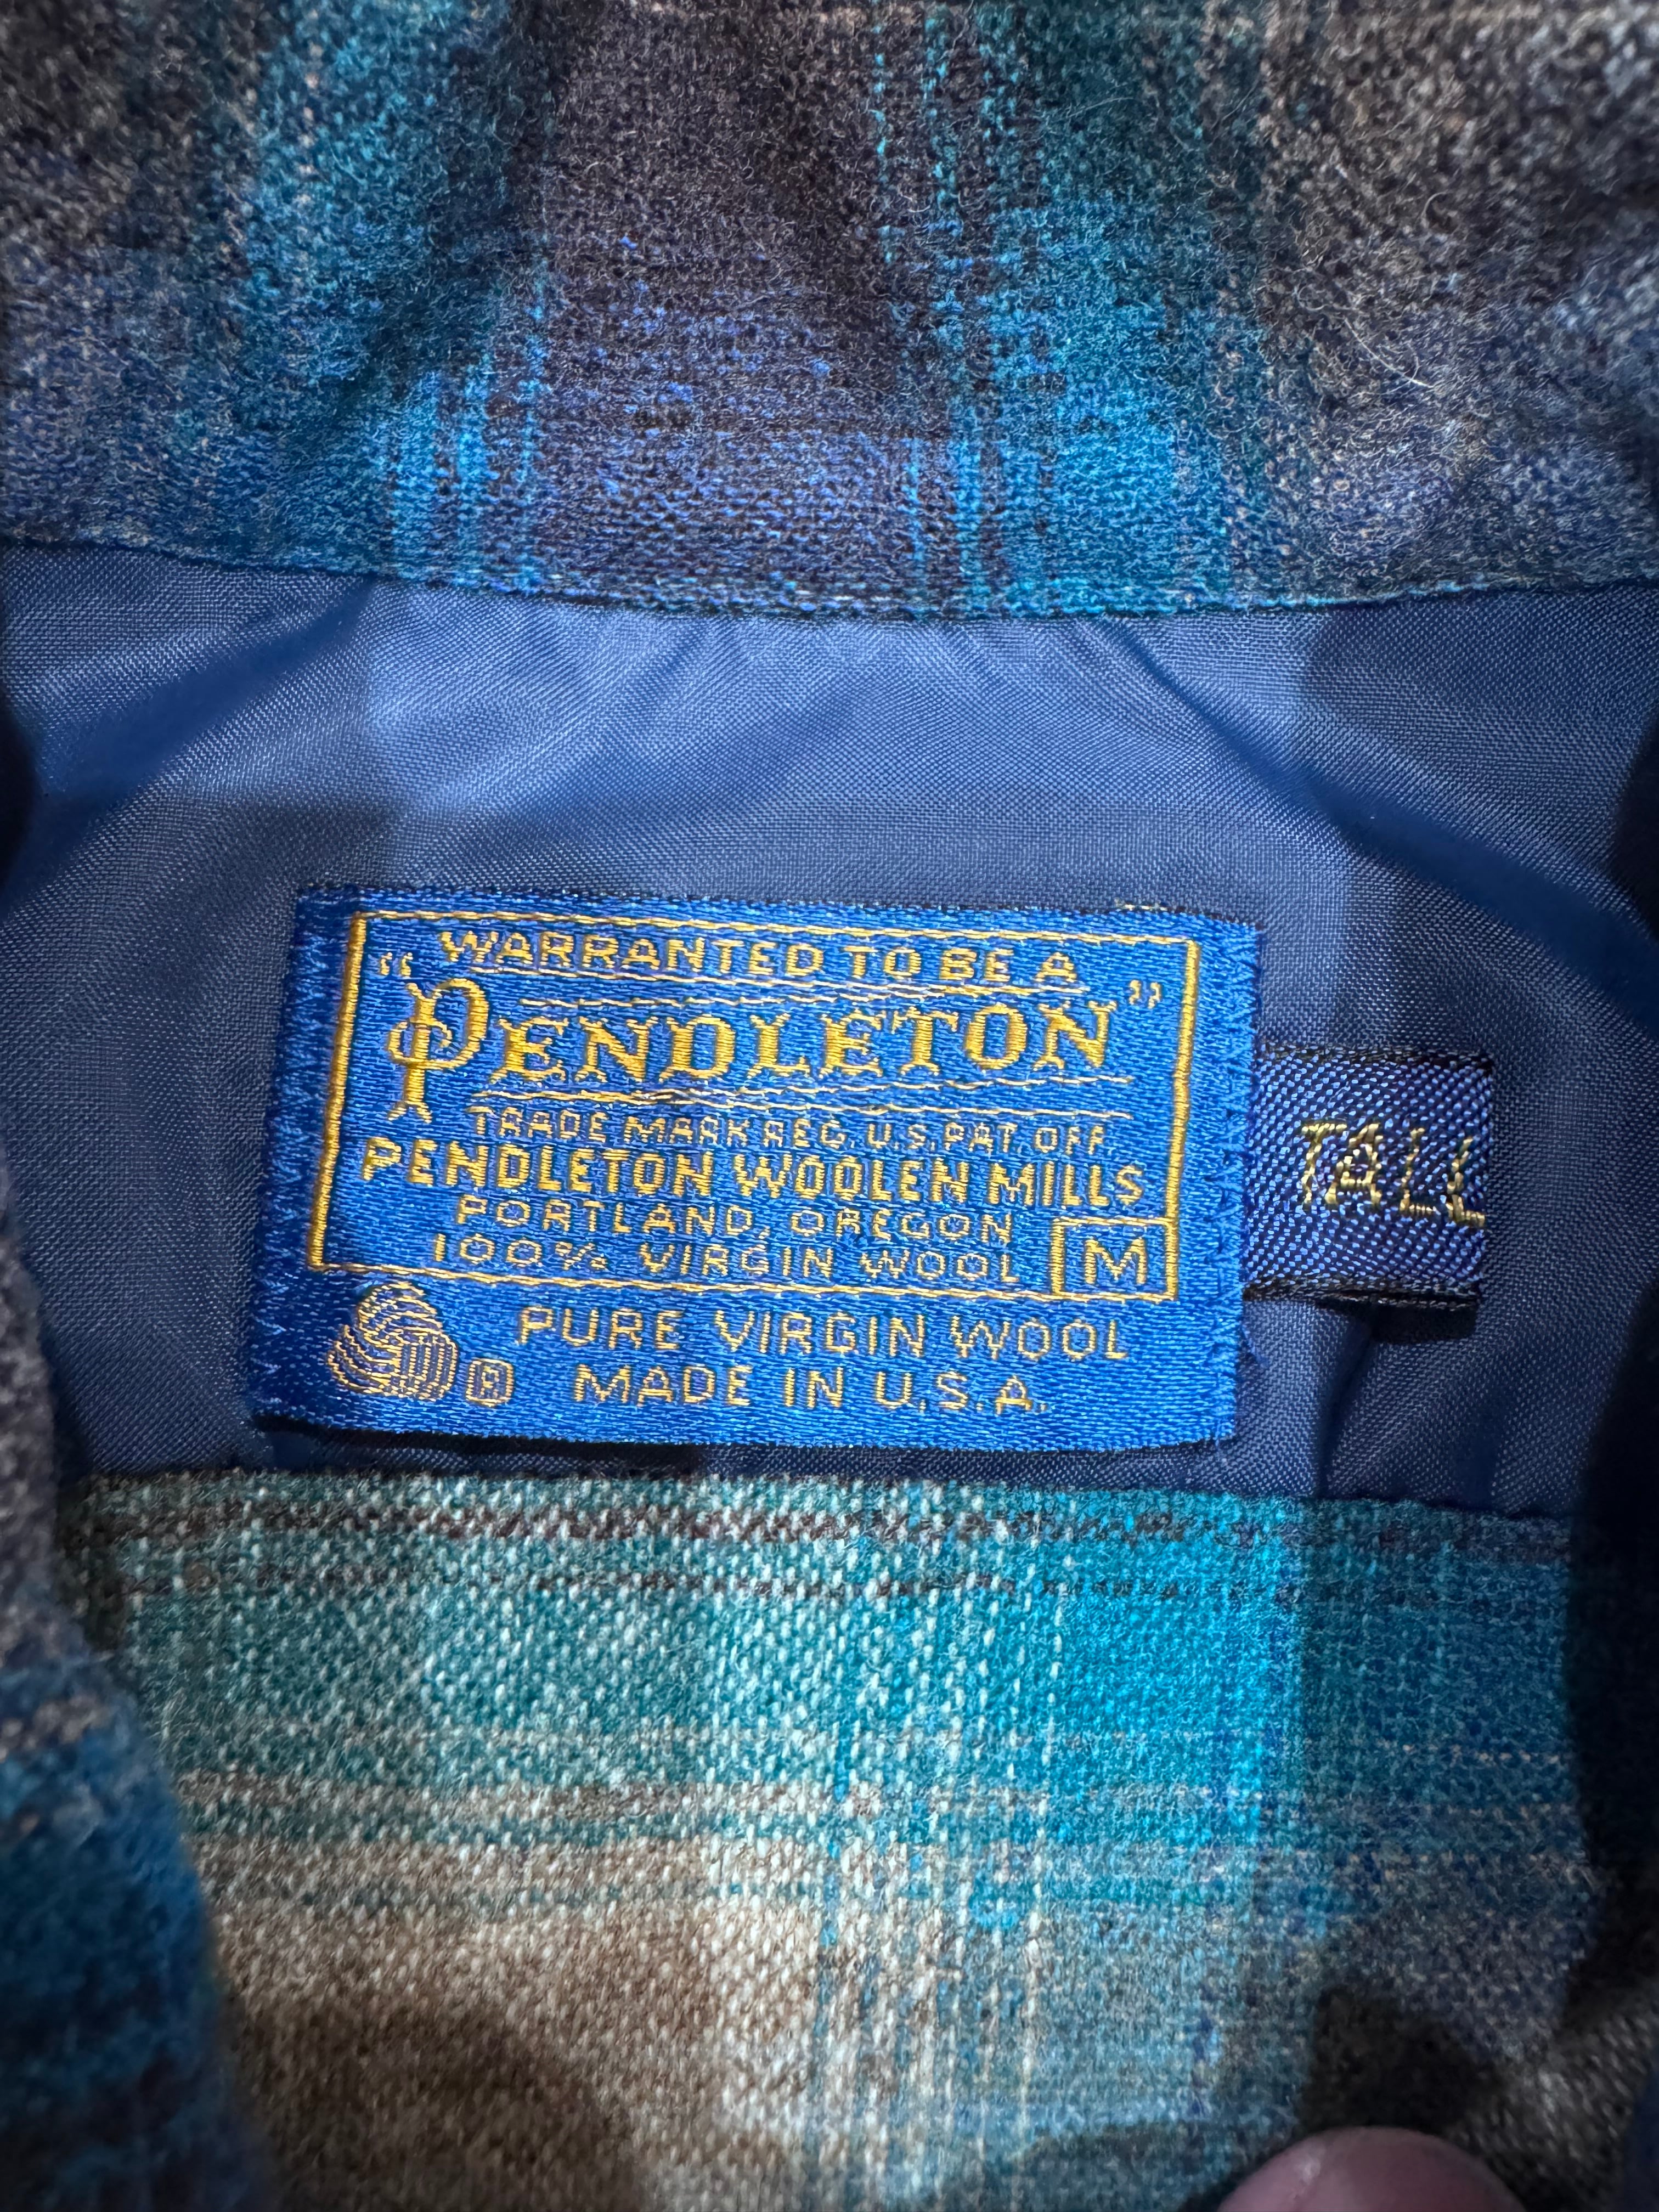 WARRANTED TO BE A
"PENDLETON"
TRADE MARK REG. U.S. PAT. OFF.
PENDLETON WOOLEN MILLS
PORTLAND, OREGON
100% VIRGIN WOOL M
® PURE VIRGIN WOOL
MADE IN U.S.A.
TALL